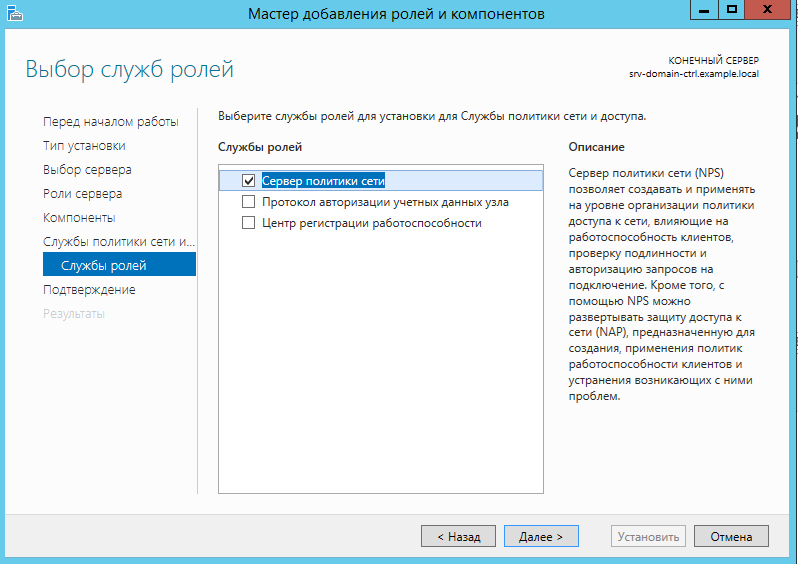 Мастер добавления ролей и компонентов
Выбор служб ролей
КОНЕЧНЫЙ СЕРВЕР
srv-domain-ctrl.example.local
Перед началом работы
Тип установки
Выбор сервера
Роли сервера
Компоненты
Службы политики сети и...
Службы ролей
Подтверждение
Результаты
Выберите службы ролей для установки для Службы политики сети и доступа.
Службы ролей
Сервер политики сети
Протокол авторизации учетных данных узла
Центр регистрации работоспособности
Описание
Сервер политики сети (NPS)
позволяет создавать и применять
на уровне организации политики
доступа к сети, влияющие на
работоспособность клиентов,
проверку подлинности и
авторизацию запросов на
подключение. Кроме того, с
помощью NPS можно
развертывать защиту доступа к
сети (NAP), предназначенную для
создания, применения политик
работоспособности клиентов и
устранения возникающих с ними
проблем.
< Назад
Далее >
Установить
Отмена